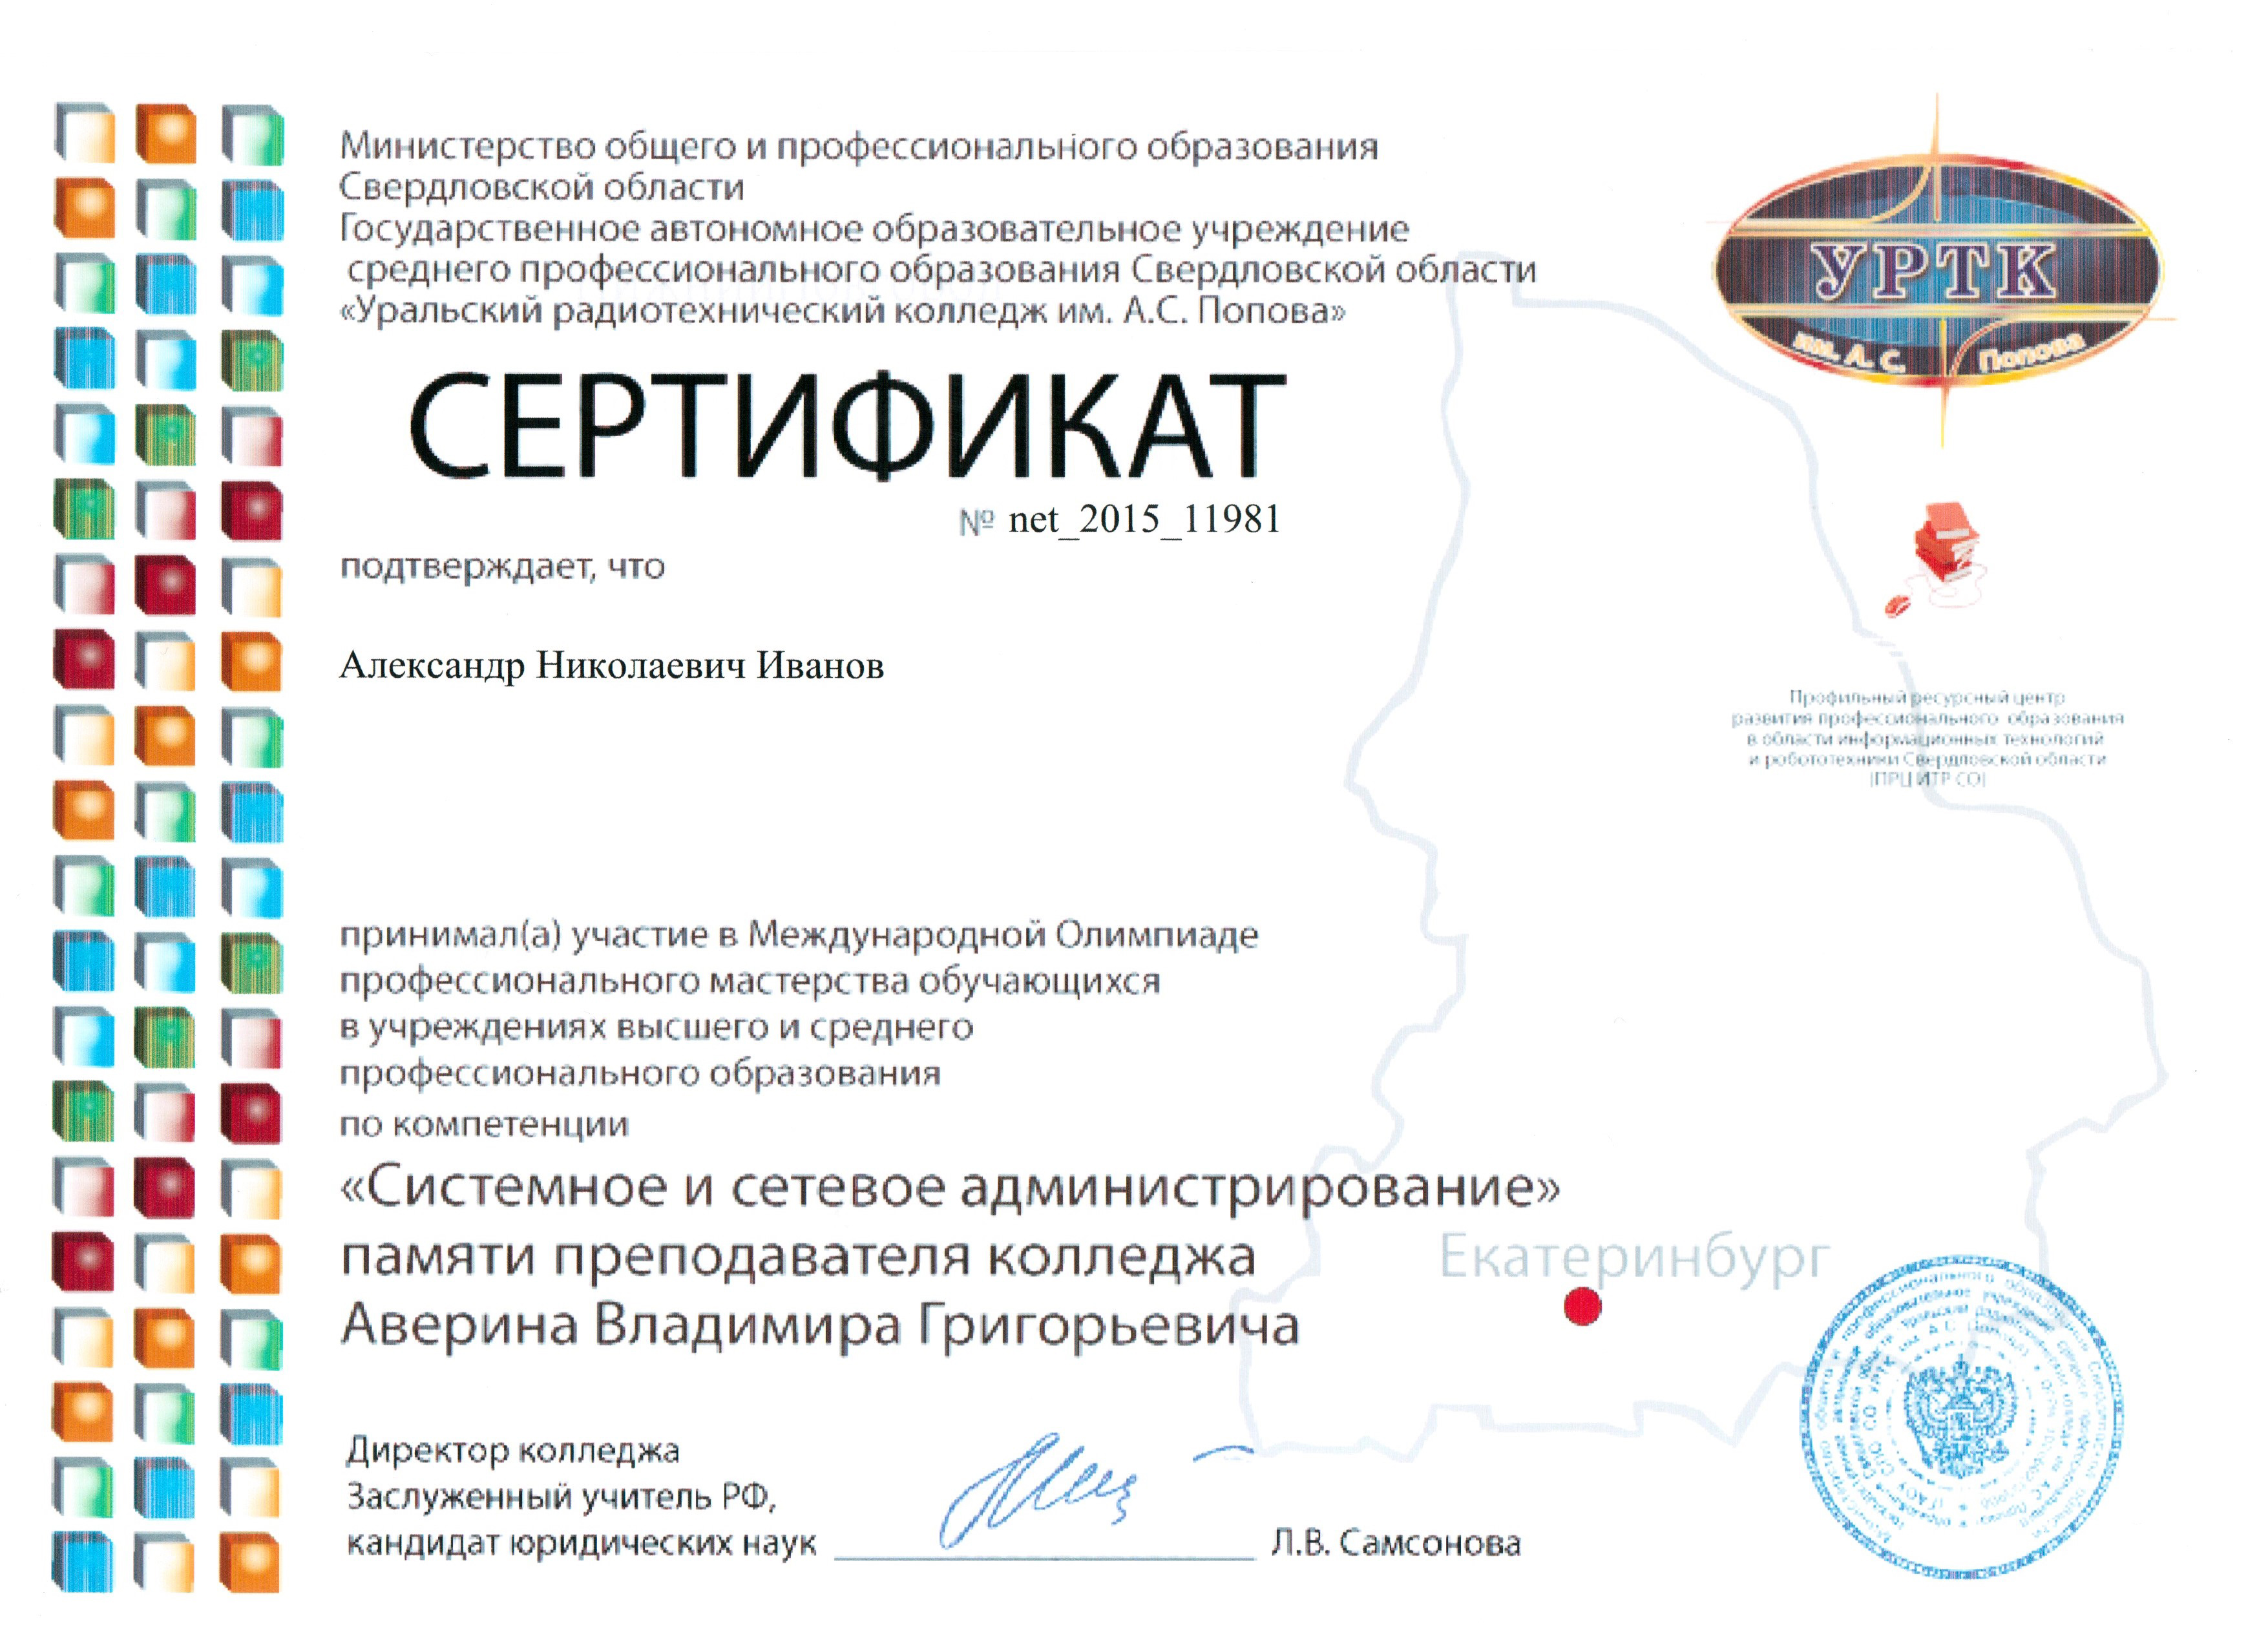 Министерство общего и профессионального образования
Свердловской области
Государственное автономное образовательное учреждение
среднего профессионального образования Свердловской области
«Уральский радиотехнический колледж им. А.С. Попова»
УРТК
им. А. С. Попова
СЕРТИФИКАТ
№ net_2015_11981
подтверждает, что
Александр Николаевич Иванов
Профильный ресурсный центр
развития профессионального образования
в области информационных технологий
и робототехники Свердловской области
(ПРЦ ИТР СО)
принимал(а) участие в Международной Олимпиаде
профессионального мастерства обучающихся
в учреждениях высшего и среднего
профессионального образования
по компетенции
«Системное и сетевое администрирование»
памяти преподавателя колледжа
Аверина Владимира Григорьевича
Екатеринбург
Директор колледжа
Заслуженный учитель РФ,
кандидат юридических наук
Л.В. Самсонова